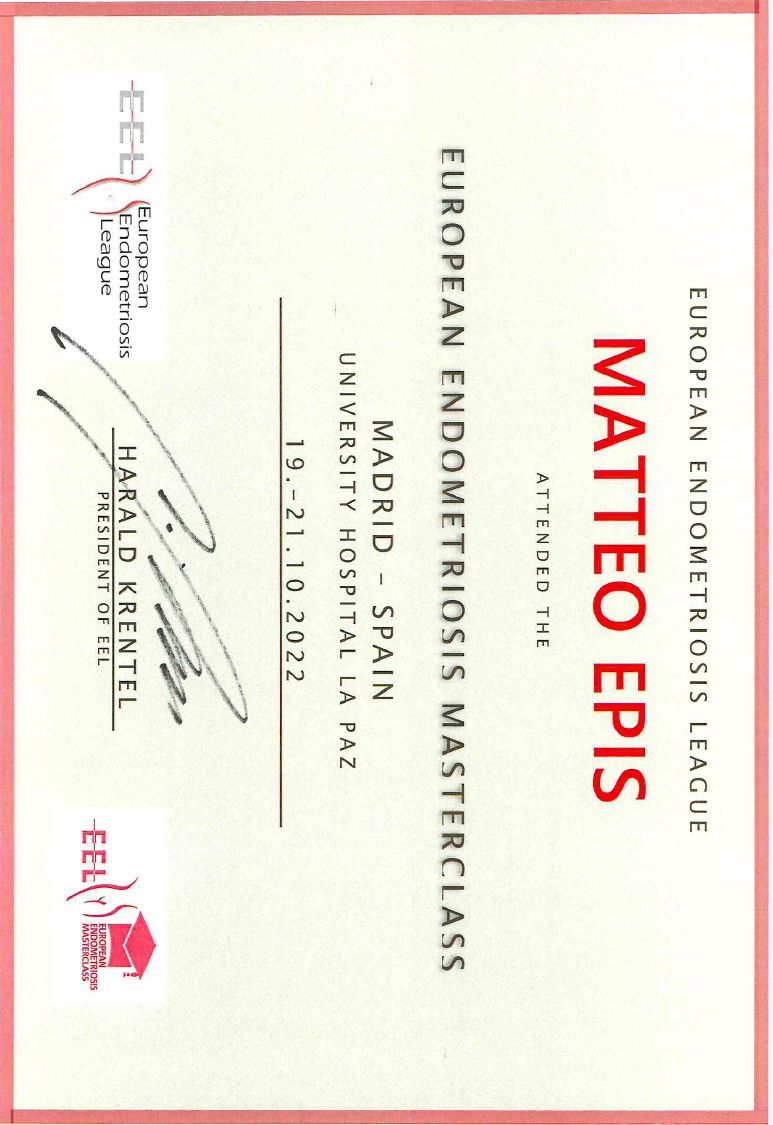 EUROPEAN ENDOMETRIOSIS LEAGUE
MATTEO EPIS
ATTENDED THE
EUROPEAN ENDOMETRIOSIS MASTERCLASS
MADRID – SPAIN
UNIVERSITY HOSPITAL LA PAZ
19.–21.10.2022
EEL
European
Endometriosis
League
HARALD KRENTEL
PRESIDENT OF EEL
EEL
EUROPEAN
ENDOMETRIOSIS
MASTERCLASS